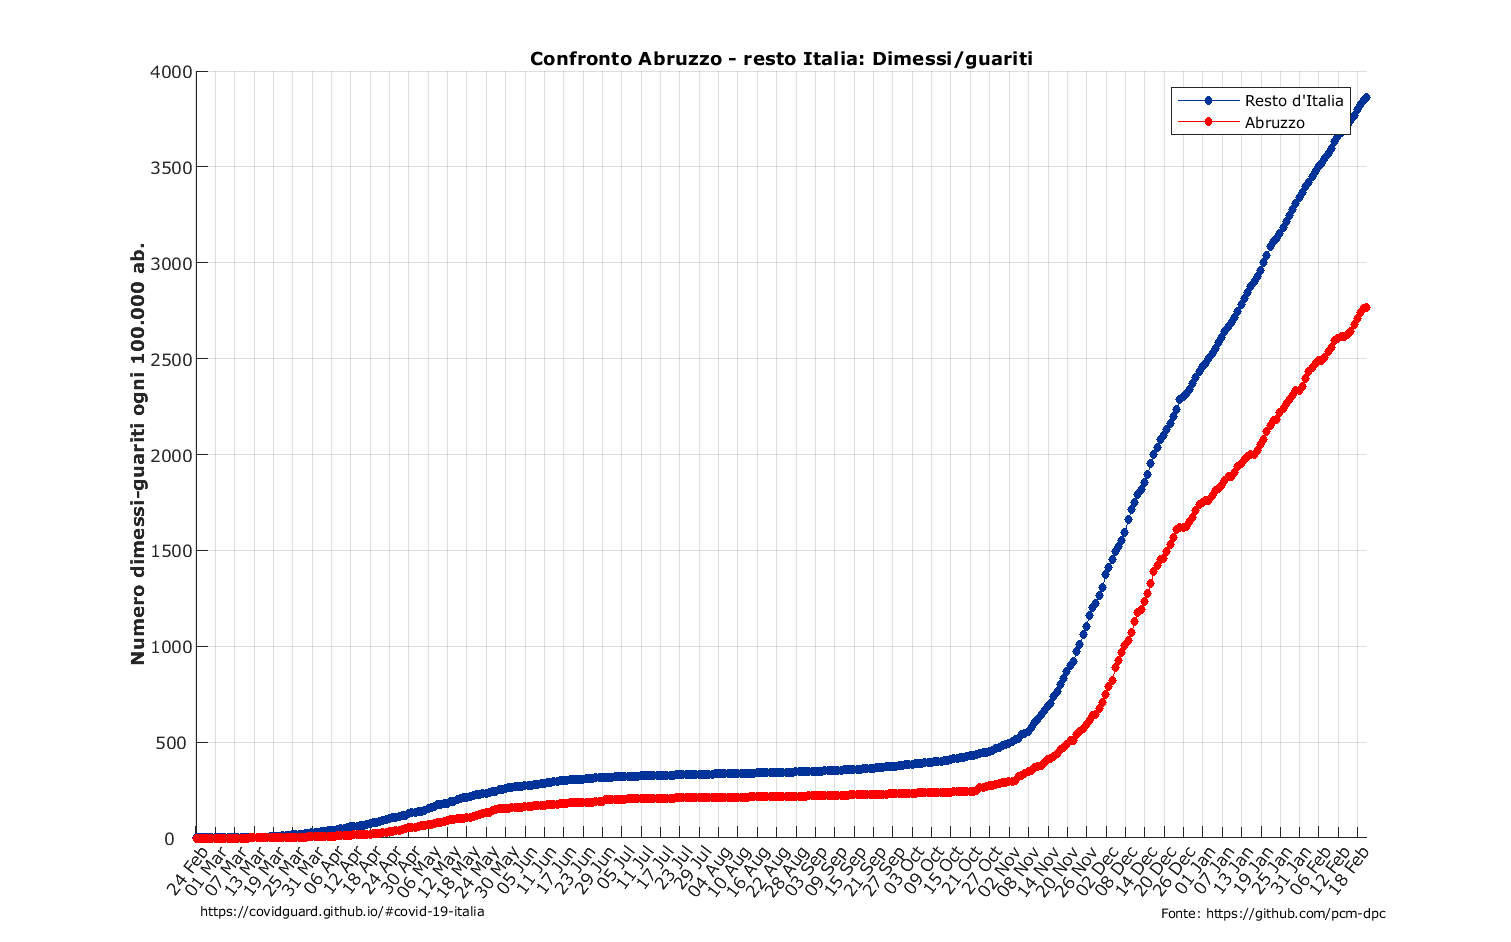 Confronto Abruzzo - resto Italia: Dimessi/guariti
Resto d'Italia
Abruzzo
Numero dimessi-guariti ogni 100.000 ab.
4000
3500
3000
2500
2000
1500
1000
500
0
24 Feb
01 Mar
07 Mar
13 Mar
19 Mar
25 Mar
31 Mar
06 Apr
12 Apr
18 Apr
24 Apr
30 Apr
06 May
12 May
18 May
24 May
30 May
05 Jun
11 Jun
17 Jun
23 Jun
29 Jun
05 Jul
11 Jul
17 Jul
23 Jul
29 Jul
04 Aug
10 Aug
16 Aug
22 Aug
28 Aug
03 Sep
09 Sep
15 Sep
21 Sep
27 Sep
03 Oct
09 Oct
15 Oct
21 Oct
27 Oct
02 Nov
08 Nov
14 Nov
20 Nov
26 Nov
02 Dec
08 Dec
14 Dec
20 Dec
26 Dec
01 Jan
07 Jan
13 Jan
19 Jan
25 Jan
31 Jan
06 Feb
12 Feb
18 Feb
https://covidguard.github.io/#covid-19-italia
Fonte: https://github.com/pcm-dpc